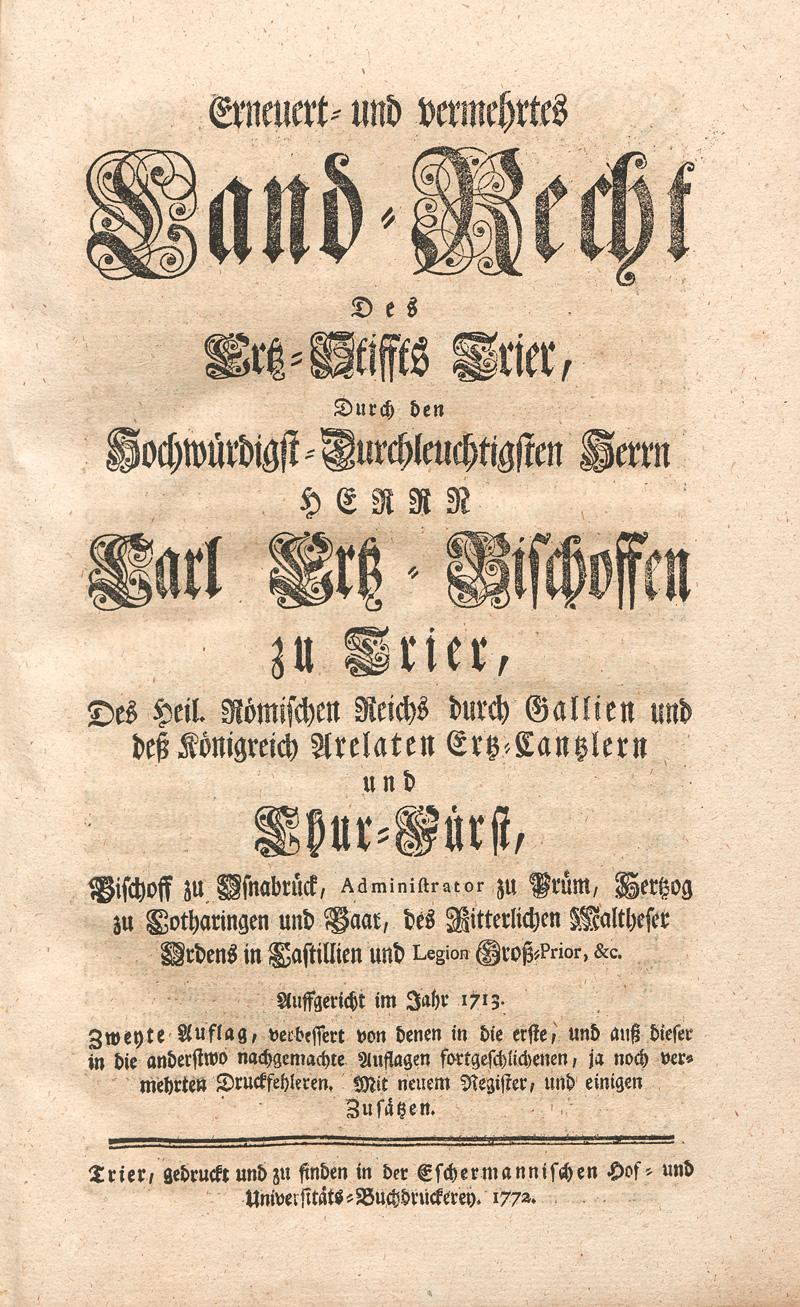 Erneuert- und vermehrtes
Land-Recht
Des
Ertz-Stiffts Trier,
Durch den
Hochwürdigst-Durchleuchtigsten Herrn
HERRN
Carl Ertz-Bischoffen
zu Trier,
Des Heil. Römischen Reichs durch Gallien und
deß Königreich Arelaten Ertz-Cantzlern
und
Chur-Fürst,
Bischoff zu Osnabrück, Administrator zu Prüm, Hertzog
zu Lotharingen und Baar, des Ritterlichen Maltheser
Ordens in Castillien und Legion Groß-Prior, &c.
Auffgericht im Jahr 1713.
Zweyte Auflag, verbessert von denen in die erste, und auß dieser
in die anderstwo nachgemachte Auflagen fortgeschlichenen, ja noch ver-
mehrten Druckfehleren. Mit neuem Register, und einigen
Zusätzen.
Trier, gedruckt und zu finden in der Eschermannischen Hof- und
Universitäts-Buchdruckerey. 1772.